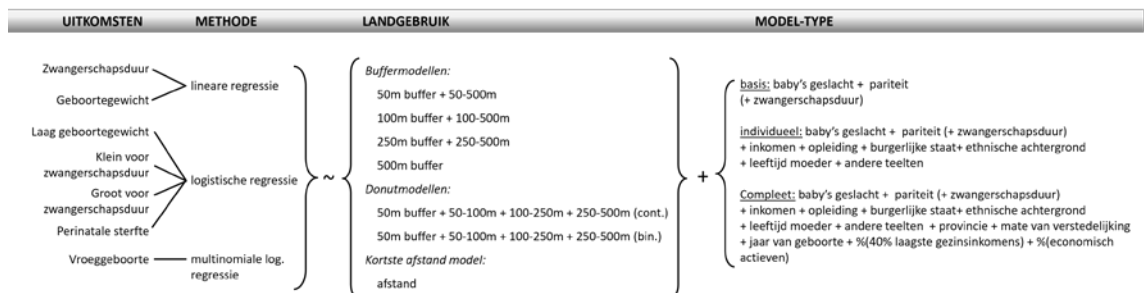 UITKOMSTEN METHODE LANDGEBRUIK MODEL-TYPE
Zwangerschapsduur
Geboortegewicht
lineare regressie
Laag geboortegewicht
Klein voor
zwangerschapsduur
Groot voor
zwangerschapsduur
Perinatale sterfte
logistische regressie
Vroeggeboorte
multinomiale log.
regressie
~
Buffermodellen:
50m buffer + 50-500m
100m buffer + 100-500m
250m buffer + 250-500m
500m buffer
Donutmodellen:
50m buffer + 50-100m + 100-250m + 250-500m (cont.)
50m buffer + 50-100m + 100-250m + 250-500m (bin.)
Kortste afstand model:
afstand
+
basis: baby's geslacht + pariteit
(+ zwangerschapsduur)
individueel: baby's geslacht + pariteit (+ zwangerschapsduur)
+ inkomen + opleiding + burgerlijke staat+ ethnische achtergrond
+ leeftijd moeder + andere teelten
Compleet: baby's geslacht + pariteit (+ zwangerschapsduur)
+ inkomen + opleiding + burgerlijke staat+ ethnische achtergrond
+ leeftijd moeder + andere teelten + provincie + mate van verstedelijking
+ jaar van geboorte + %(40% laagste gezinsinkomens) + %(economisch
actieven)